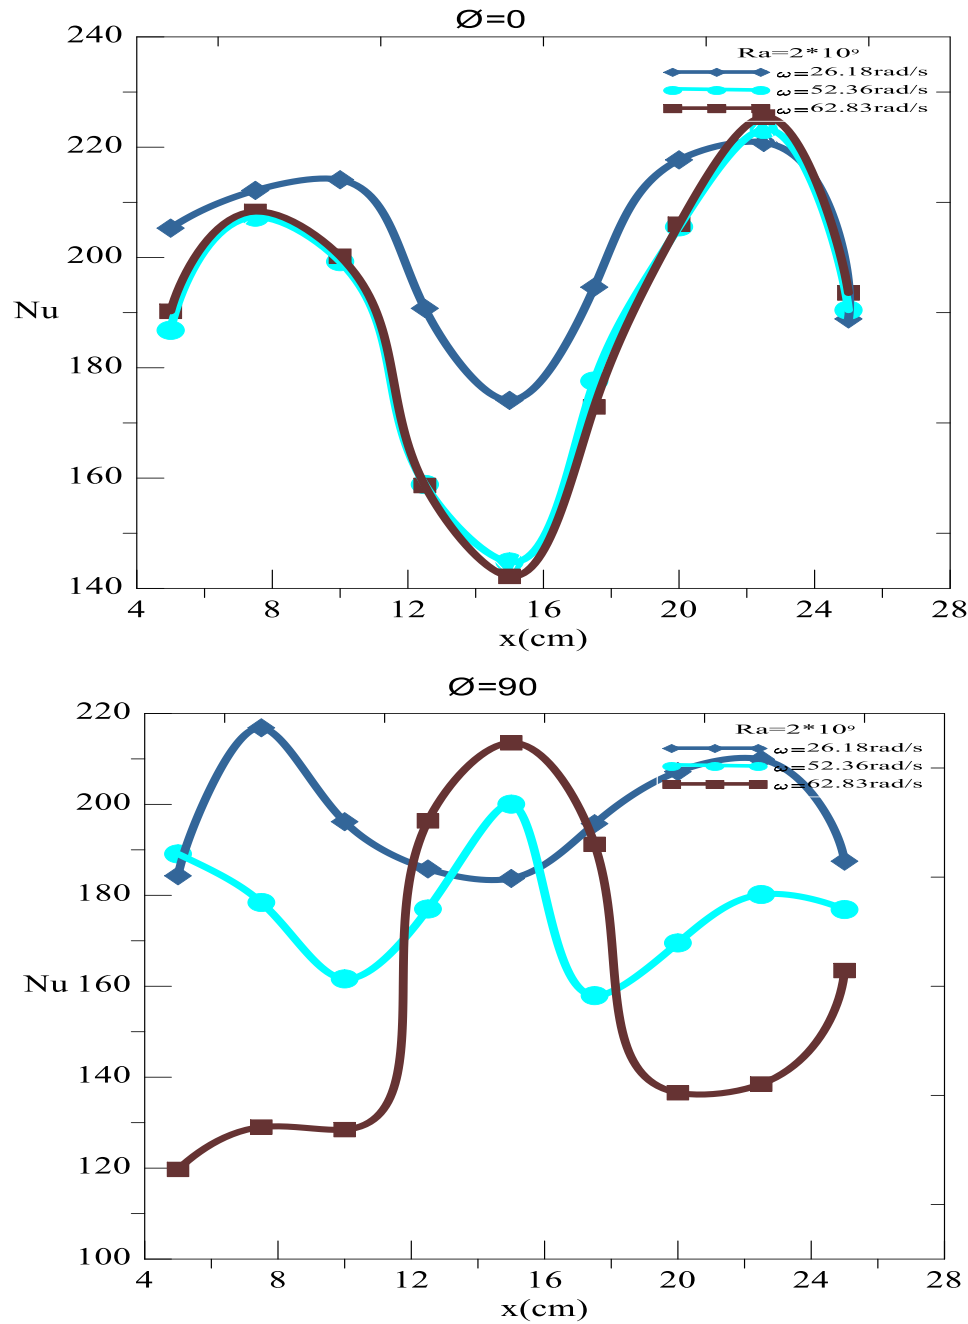 Ø=0
240
220
200
180
160
140
Nu
Ra=2*10⁹
ω=26.18rad/s
ω=52.36rad/s
ω=62.83rad/s
4 8 12 16 20 24 28
x(cm)
Ø=90
220
200
180
160
140
120
100
Nu
Ra=2*10⁹
ω=26.18rad/s
ω=52.36rad/s
ω=62.83rad/s
4 8 12 16 20 24 28
x(cm)